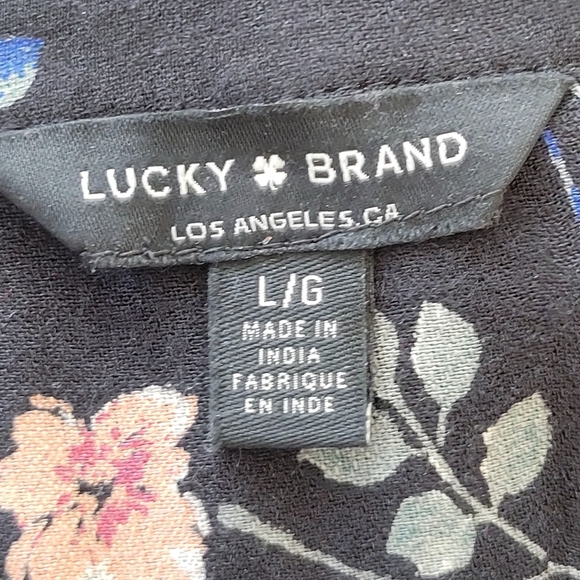 LUCKY BRAND
LOS ANGELES.CA
L/G
MADE IN
INDIA
FABRIQUE
EN INDE